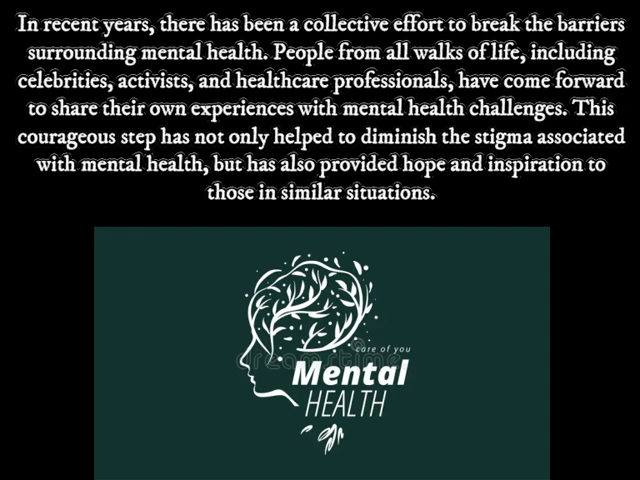 In recent years, there has been a collective effort to break the barriers
surrounding mental health. People from all walks of life, including
celebrities, activists, and healthcare professionals, have come forward
to share their own experiences with mental health challenges. This
courageous step has not only helped to diminish the stigma associated
with mental health, but has also provided hope and inspiration to
those in similar situations.
care of you
dreamstime
Mental
HEALTH